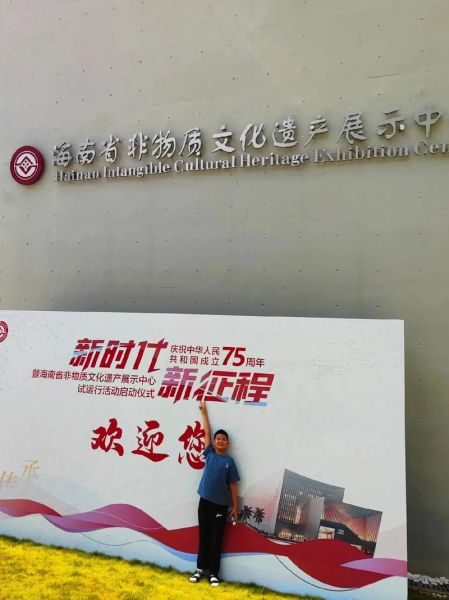 海南省非物质文化遗产展示中
Hainan Intangible Cultural Heritage Exhibition Cen
新时代
庆祝中华人民
共和国成立75周年
暨海南省非物质文化遗产展示中心
试运行活动启动仪式
新征程
欢迎您
传承